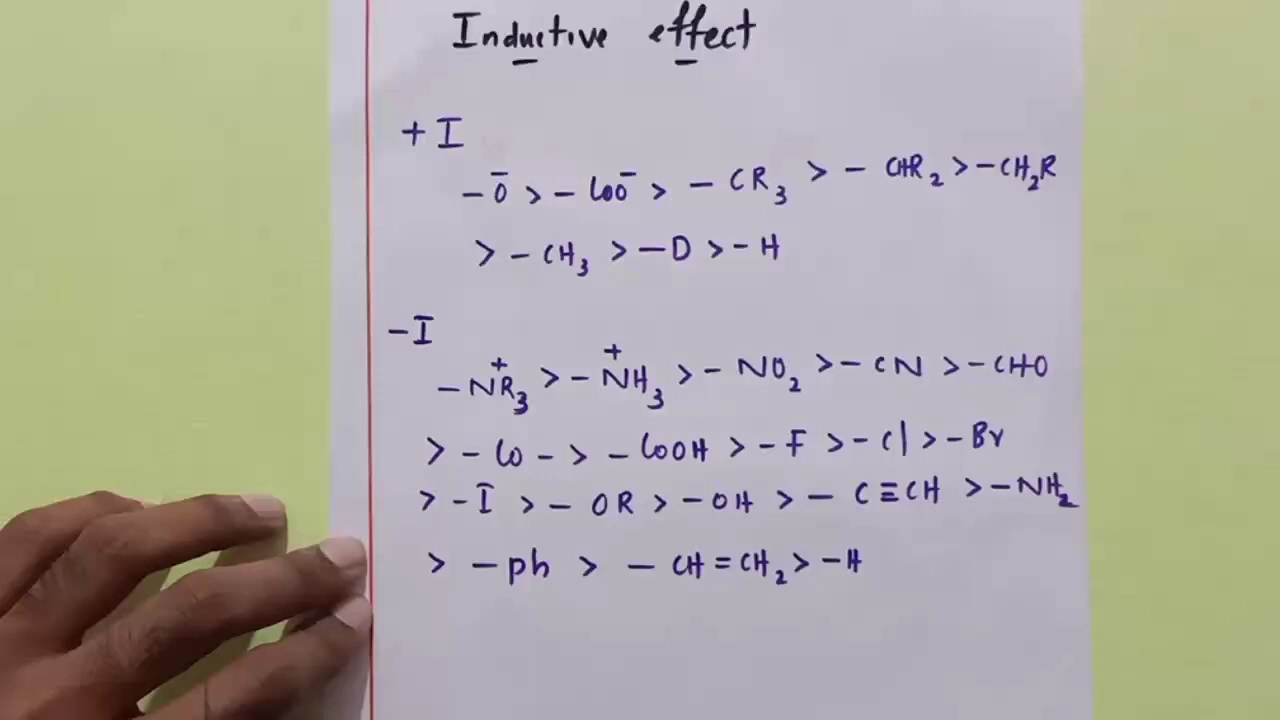 Inductive effect
+ I
- Ō > - COO⁻ > - CR₃ > - CHR₂ > - CH₂R
> - CH₃ > - D > - H
- I
- N⁺R₃ > - N⁺H₃ > - NO₂ > - CN > - CHO
> - CO - > - COOH > - F > - Cl > - Br
> - I > - OR > - OH > - C≡CH > - NH₂
> - ph > - CH=CH₂ > - H